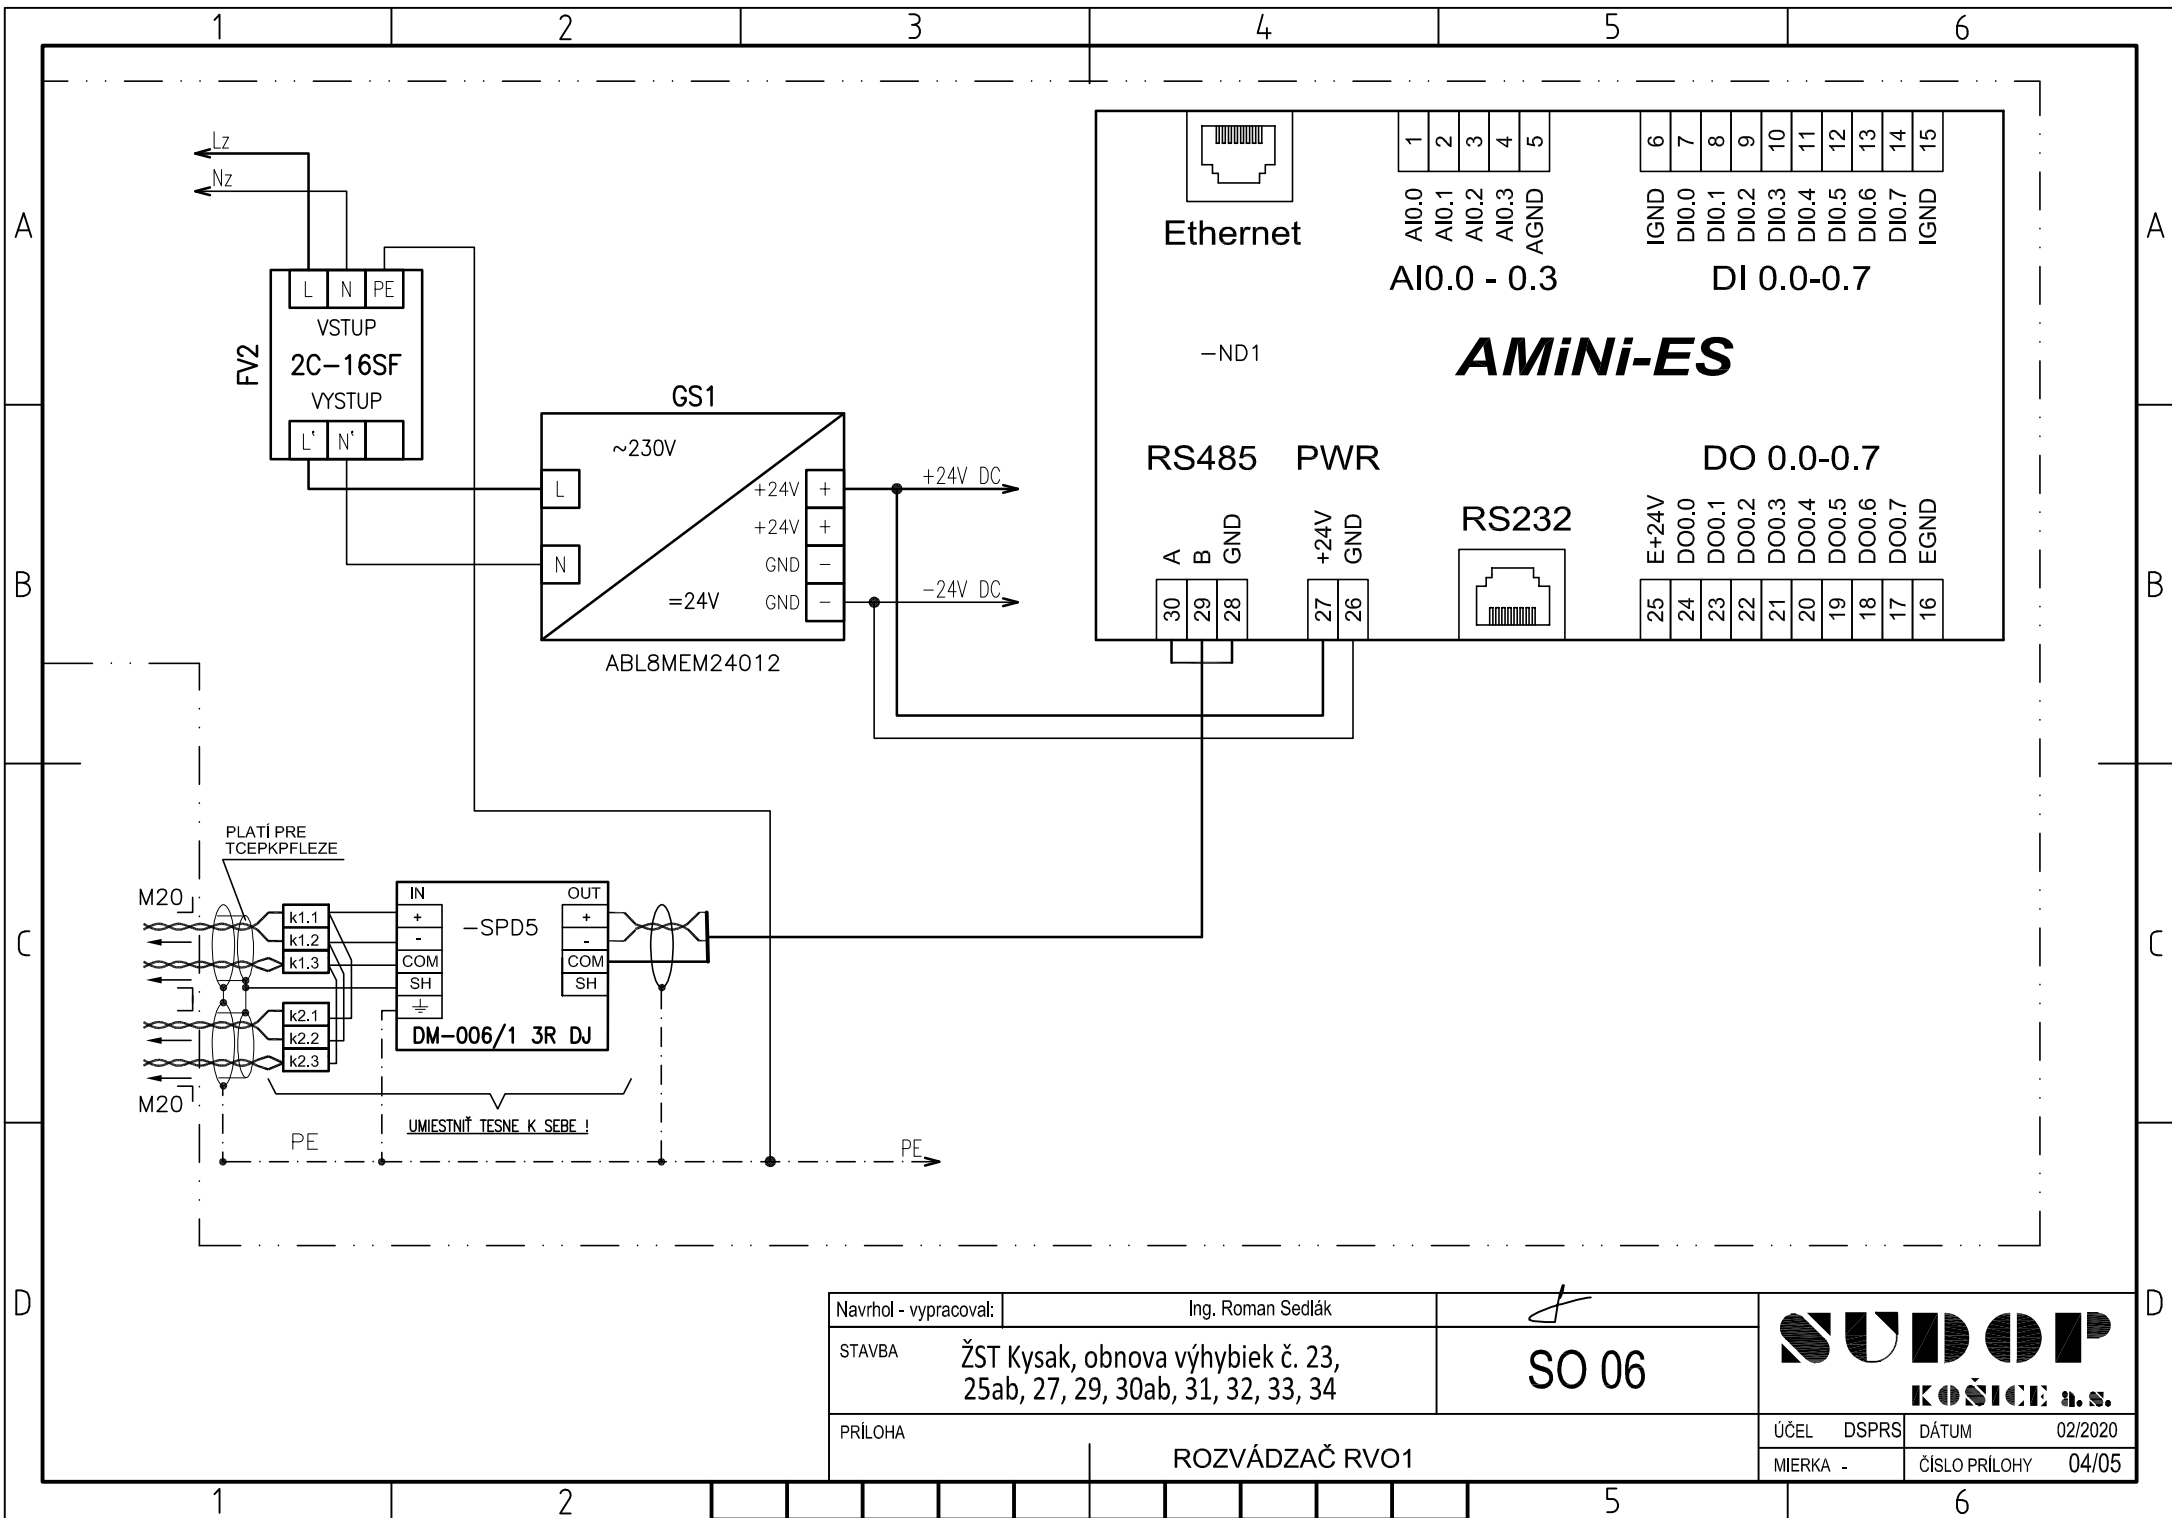 1 2 3 4 5 6
A A
B B
C C
D D
Lz
Nz
L N PE
VSTUP
2C-16SF
VYSTUP
L' N'
FV2
GS1
~230V
L
N
+24V +
+24V +
GND -
GND -
=24V
ABL8MEM24012
+24V DC
-24V DC
Ethernet
1 2 3 4 5
AI0.0 AI0.1 AI0.2 AI0.3 AGND
AI0.0 - 0.3
6 7 8 9 10 11 12 13 14 15
IGND DI0.0 DI0.1 DI0.2 DI0.3 DI0.4 DI0.5 DI0.6 DI0.7 IGND
DI 0.0-0.7
-ND1
AMiNi-ES
RS485
A B GND
30 29 28
PWR
+24V GND
27 26
RS232
DO 0.0-0.7
E+24V DO0.0 DO0.1 DO0.2 DO0.3 DO0.4 DO0.5 DO0.6 DO0.7 EGND
25 24 23 22 21 20 19 18 17 16
PLATÍ PRE
TCEPKPFLEZE
M20
M20
k1.1
k1.2
k1.3
k2.1
k2.2
k2.3
IN OUT
+ +
- -
COM COM
SH SH
-SPD5
DM-006/1 3R DJ
UMIESTNIŤ TESNE K SEBE !
PE
PE
Navrhol - vypracoval: Ing. Roman Sedlák
STAVBA
ŽST Kysak, obnova výhybiek č. 23,
25ab, 27, 29, 30ab, 31, 32, 33, 34
SO 06
SUDOP
KOŠICE a.s.
PRÍLOHA
ROZVÁDZAČ RVO1
ÚČEL DSPRS DÁTUM 02/2020
MIERKA - ČÍSLO PRÍLOHY 04/05
1 2 5 6